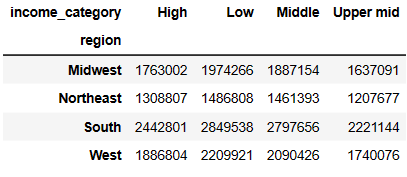 income_category High Low Middle Upper mid
region
Midwest 1763002 1974266 1887154 1637091
Northeast 1308807 1486808 1461393 1207677
South 2442801 2849538 2797656 2221144
West 1886804 2209921 2090426 1740076